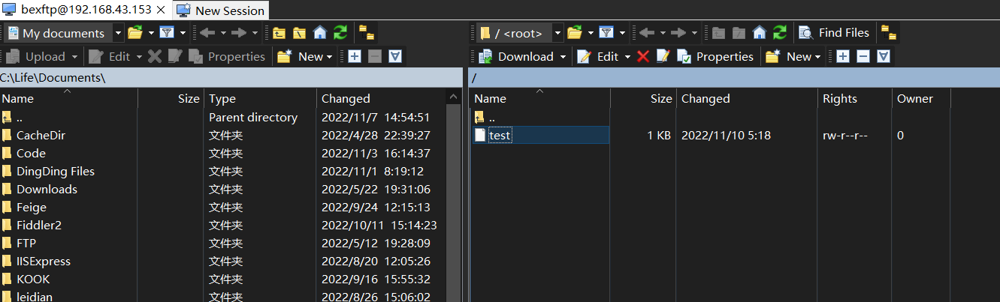 bexftp@192.168.43.153 × New Session
My documents / <root> Find Files
Upload Edit Properties New Download Edit Properties New
C:\Life\Documents\ /
Name Size Type Changed Name Size Changed Rights Owner
.. Parent directory 2022/11/7 14:54:51 ..
CacheDir 文件夹 2022/4/28 22:39:27 test 1 KB 2022/11/10 5:18 rw-r--r-- 0
Code 文件夹 2022/11/3 16:14:37
DingDing Files 文件夹 2022/11/1 8:19:12
Downloads 文件夹 2022/5/22 19:31:06
Feige 文件夹 2022/9/24 12:15:13
Fiddler2 文件夹 2022/10/11 15:14:23
FTP 文件夹 2022/5/12 19:28:09
IISExpress 文件夹 2022/8/20 12:05:26
KOOK 文件夹 2022/9/16 15:55:32
leidian 文件夹 2022/8/26 15:06:02